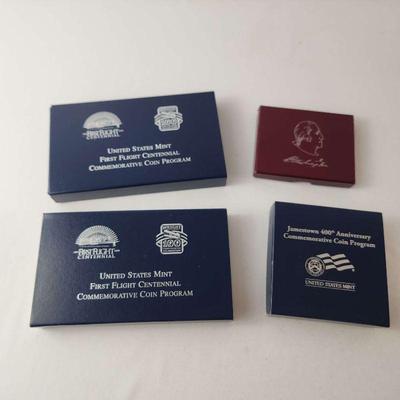 FIRST FLIGHT
CENTENNIAL
UNITED STATES MINT
FIRST FLIGHT CENTENNIAL
COMMEMORATIVE COIN PROGRAM
FIRST FLIGHT
CENTENNIAL
100
UNITED STATES MINT
FIRST FLIGHT CENTENNIAL
COMMEMORATIVE COIN PROGRAM
Jamestown 400th Anniversary
Commemorative Coin Program
UNITED STATES MINT